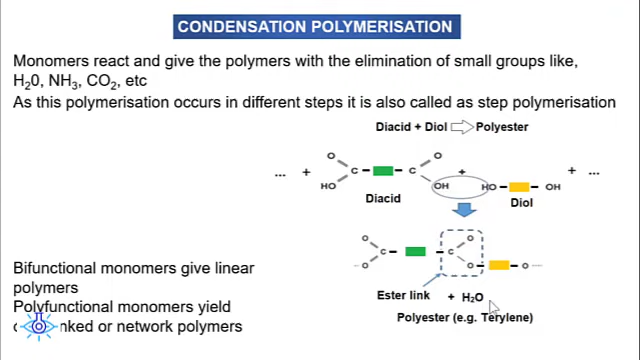 CONDENSATION POLYMERISATION
Monomers react and give the polymers with the elimination of small groups like,
H20, NH3, CO2, etc
As this polymerisation occurs in different steps it is also called as step polymerisation
Diacid + Diol Polyester
O O
... + C C + + ...
HO OH HO OH
Diacid Diol
O O
C C
O O O
Ester link + H2O
Polyester (e.g. Terylene)
Bifunctional monomers give linear
polymers
Polyfunctional monomers yield
or network polymers